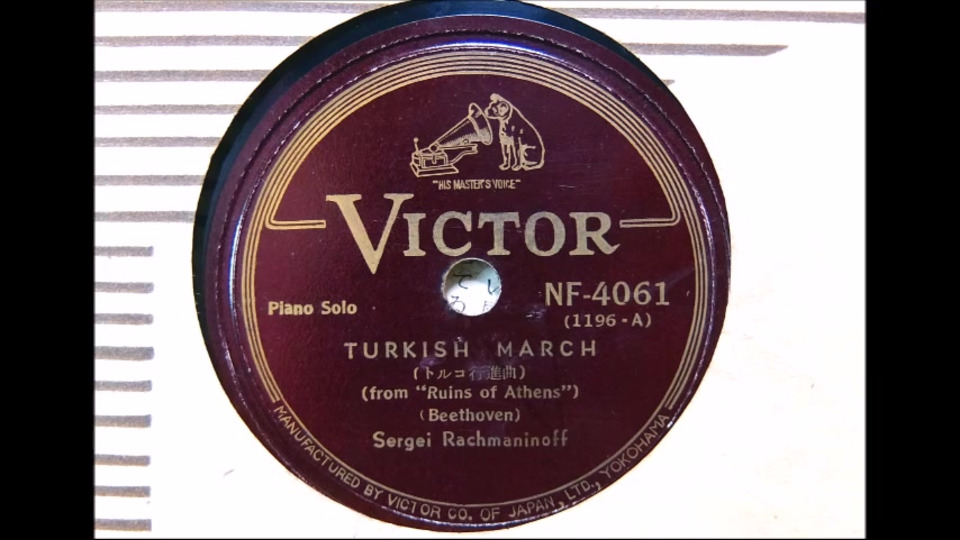 "HIS MASTER'S VOICE"
VICTOR
Piano Solo
NF-4061
(1196-A)
TURKISH MARCH
(トルコ行進曲)
(from "Ruins of Athens")
(Beethoven)
Sergei Rachmaninoff
MANUFACTURED BY VICTOR CO. OF JAPAN, LTD., YOKOHAMA